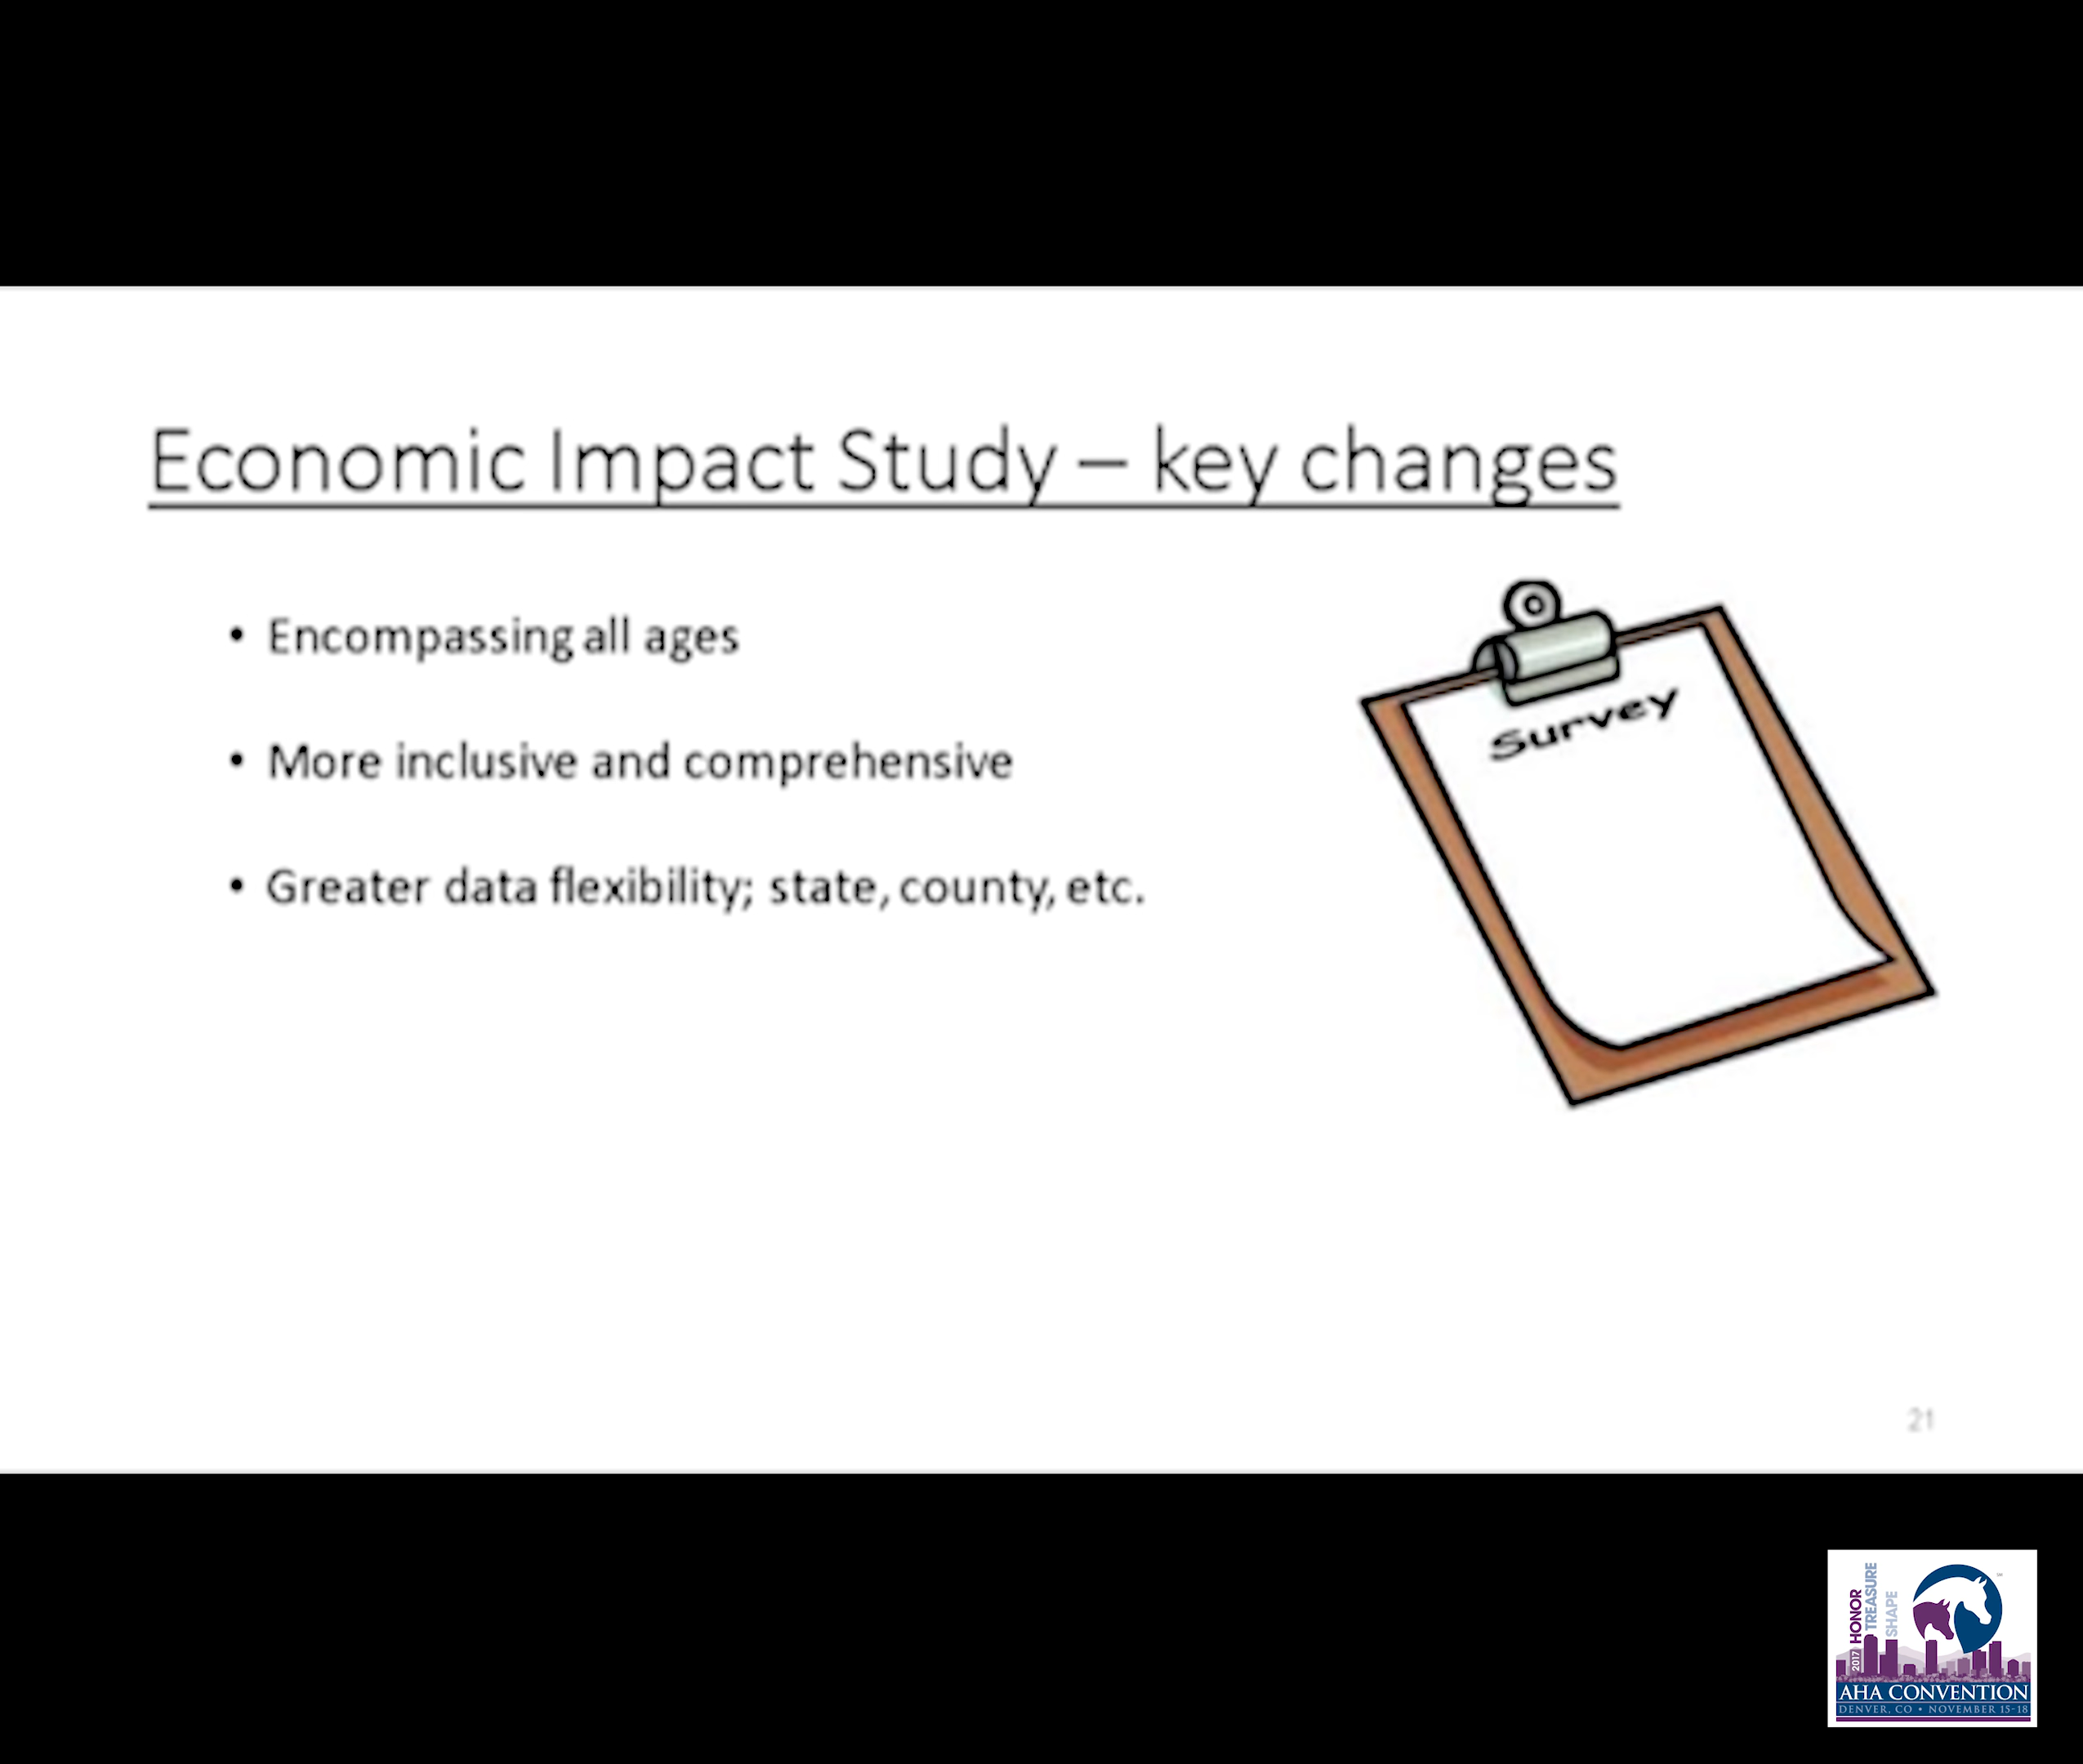 Economic Impact Study – key changes
• Encompassing all ages
• More inclusive and comprehensive
• Greater data flexibility; state, county, etc.
Survey
21
2017 HONOR
TREASURE
SHAPE
AHA CONVENTION
DENVER, CO • NOVEMBER 15-18